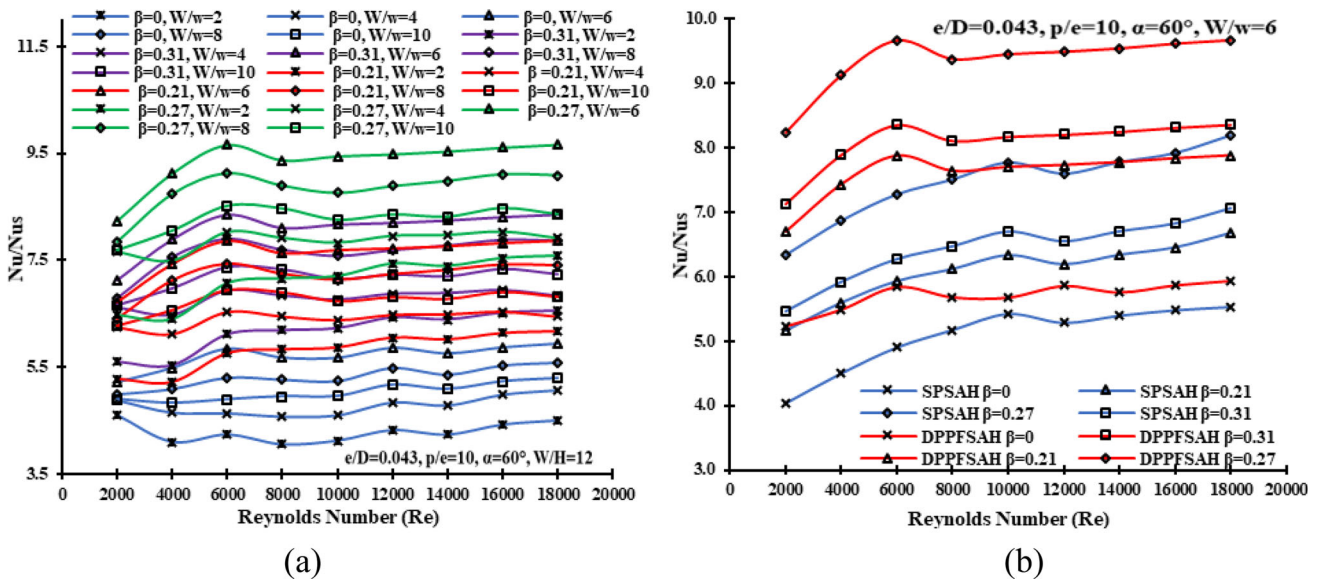 β=0, W/w=2 β=0, W/w=4 β=0, W/w=6
β=0, W/w=8 β=0, W/w=10 β=0.31, W/w=2
β=0.31, W/w=4 β=0.31, W/w=6 β=0.31, W/w=8
β=0.31, W/w=10 β=0.21, W/w=2 β =0.21, W/w=4
β=0.21, W/w=6 β=0.21, W/w=8 β=0.21, W/w=10
β=0.27, W/w=2 β=0.27, W/w=4 β=0.27, W/w=6
β=0.27, W/w=8 β=0.27, W/w=10
11.5
9.5
7.5
5.5
3.5
Nu/Nus
e/D=0.043, p/e=10, α=60°, W/H=12
0 2000 4000 6000 8000 10000 12000 14000 16000 18000 20000
Reynolds Number (Re)
(a)
e/D=0.043, p/e=10, α=60°, W/w=6
10.0
9.0
8.0
7.0
6.0
5.0
4.0
3.0
Nu/Nus
SPSAH β=0 SPSAH β=0.21
SPSAH β=0.27 SPSAH β=0.31
DPPFSAH β=0 DPPFSAH β=0.31
DPPFSAH β=0.21 DPPFSAH β=0.27
0 2000 4000 6000 8000 10000 12000 14000 16000 18000 20000
Reynolds Number (Re)
(b)